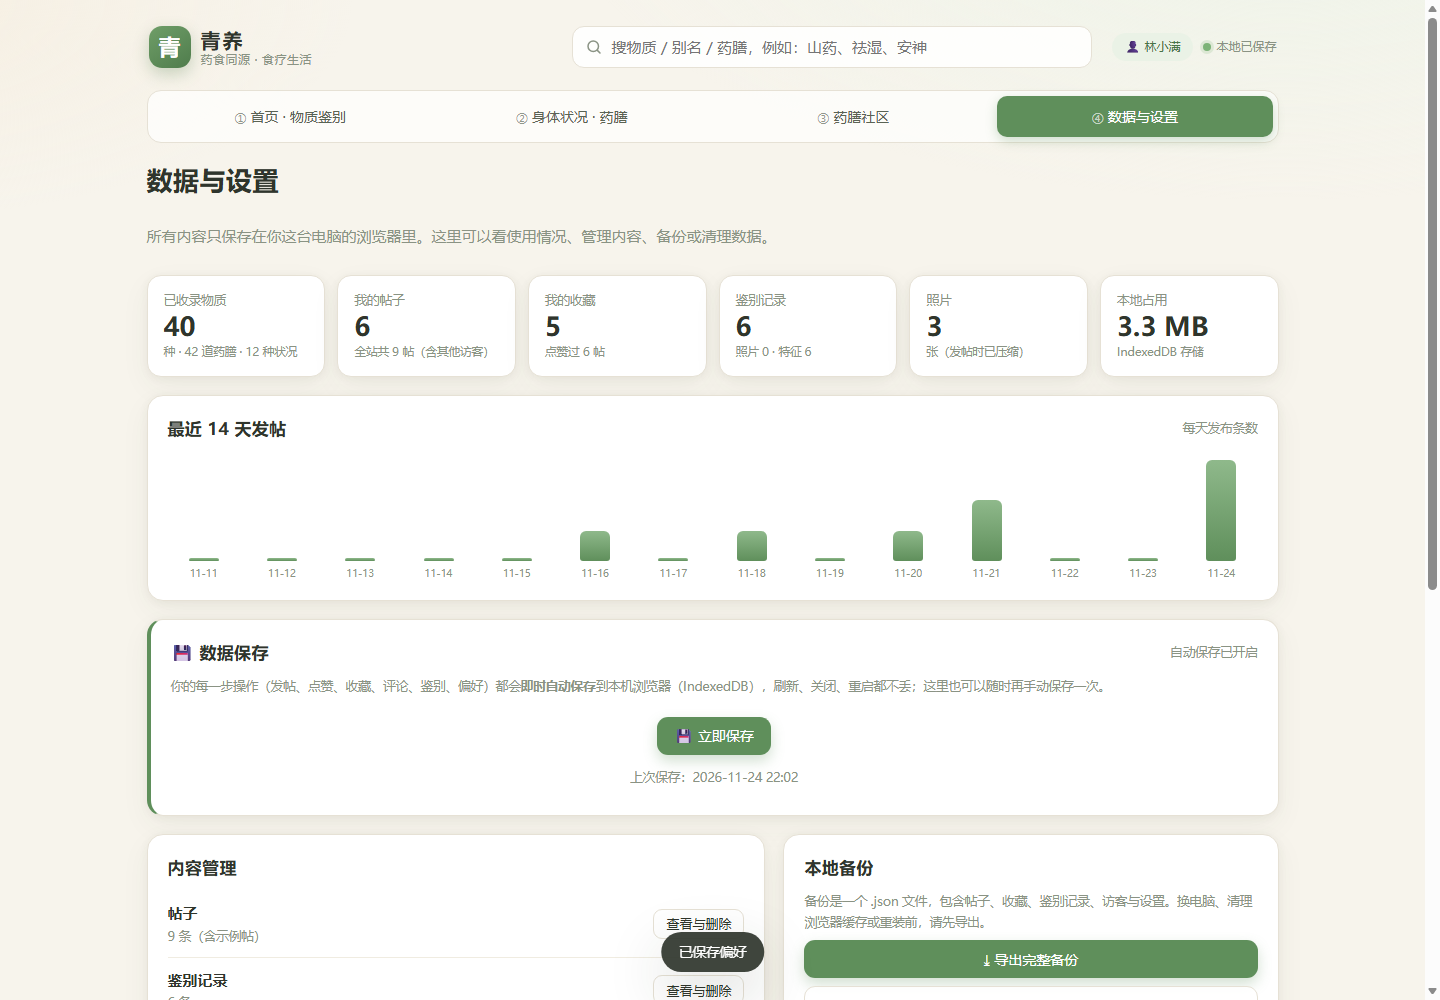 青
青养
药食同源 · 食疗生活
搜物质 / 别名 / 药膳，例如：山药、祛湿、安神
林小满
本地已保存
① 首页 · 物质鉴别
② 身体状况 · 药膳
③ 药膳社区
④ 数据与设置
数据与设置
所有内容只保存在你这台电脑的浏览器里。这里可以看使用情况、管理内容、备份或清理数据。
已收录物质
40
种 · 42 道药膳 · 12 种状况
我的帖子
6
全站共 9 帖（含其他访客）
我的收藏
5
点赞过 6 帖
鉴别记录
6
照片 0 · 特征 6
照片
3
张（发帖时已压缩）
本地占用
3.3 MB
IndexedDB 存储
最近 14 天发帖
每天发布条数
11-11
11-12
11-13
11-14
11-15
11-16
11-17
11-18
11-19
11-20
11-21
11-22
11-23
11-24
数据保存
自动保存已开启
你的每一步操作（发帖、点赞、收藏、评论、鉴别、偏好）都会即时自动保存到本机浏览器（IndexedDB），刷新、关闭、重启都不丢；这里也可以随时再手动保存一次。
立即保存
上次保存：2026-11-24 22:02
内容管理
帖子
9 条（含示例帖）
查看与删除
已保存偏好
鉴别记录
查看与删除
本地备份
备份是一个 .json 文件，包含帖子、收藏、鉴别记录、访客与设置。换电脑、清理
浏览器缓存或重装前，请先导出。
⤓ 导出完整备份